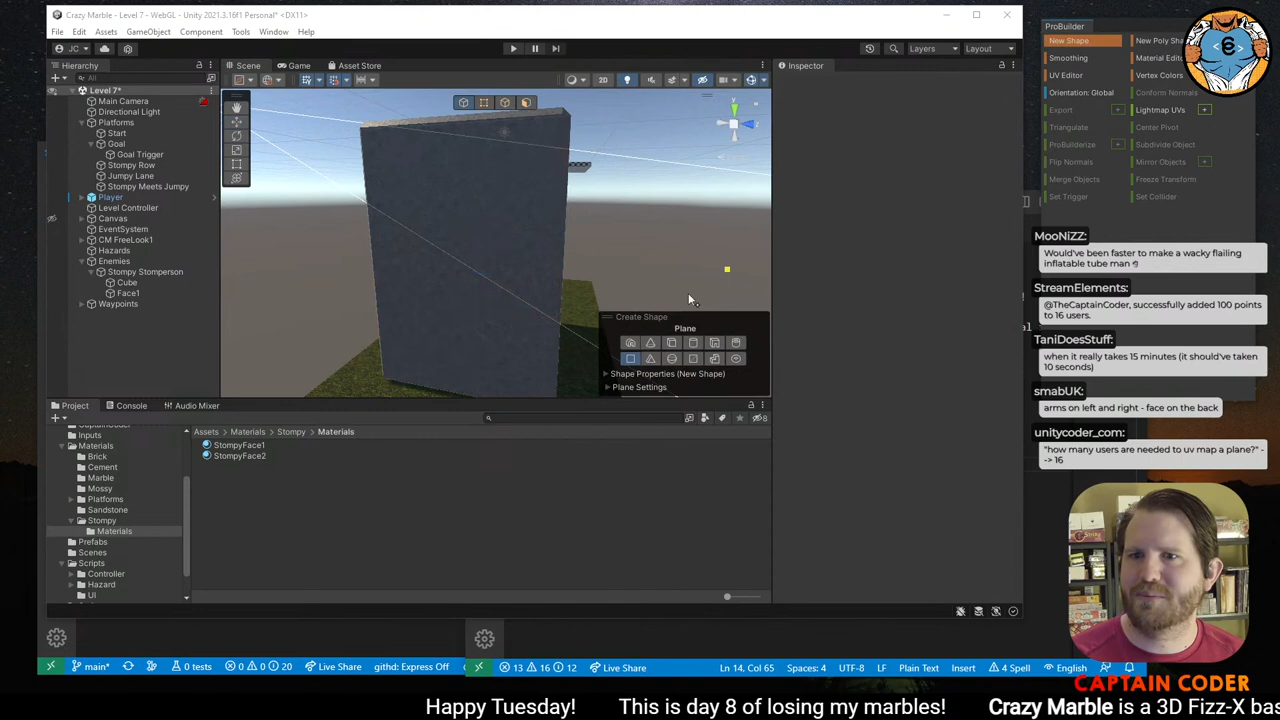 Crazy Marble - Level 7 - WebGL - Unity 2021.3.16f1 Personal* <DX11>
File Edit Assets GameObject Component Tools Window Help
JC
Layers Layout
Hierarchy
All
Level 7*
Main Camera
Directional Light
Platforms
Start
Goal
Goal Trigger
Stompy Row
Jumpy Lane
Stompy Meets Jumpy
Player
Level Controller
Canvas
EventSystem
CM FreeLook1
Hazards
Enemies
Stompy Stomperson
Cube
Face1
Waypoints
Scene Game Asset Store
2D
y
z
Create Shape
Plane
Shape Properties (New Shape)
Plane Settings
Inspector
Project Console Audio Mixer
8
Inputs
Materials
Brick
Cement
Marble
Mossy
Platforms
Sandstone
Stompy
Materials
Prefabs
Scenes
Scripts
Controller
Hazard
UI
Assets > Materials > Stompy > Materials
StompyFace1
StompyFace2
ProBuilder
New Shape New Poly Sha
Smoothing Material Edit
UV Editor Vertex Colors
Orientation: Global Conform Normals
Export + Lightmap UVs +
Triangulate Center Pivot
ProBuilderize + Subdivide Object
Flip Normals Mirror Objects +
Merge Objects Freeze Transform
Set Trigger Set Collider
MooNiZZ:
Would've been faster to make a wacky flailing
inflatable tube man
StreamElements:
@TheCaptainCoder, successfully added 100 points
to 16 users.
TaniDoesStuff:
when it really takes 15 minutes (it should've taken
10 seconds)
smabUK:
arms on left and right - face on the back
unitycoder_com:
"how many users are needed to uv map a plane?" -
-> 16
main* 0 tests 0 0 20 Live Share githd: Express Off
13 16 12 Live Share Ln 14, Col 65 Spaces: 4 UTF-8 LF Plain Text Insert 4 Spell English
CAPTAIN CODER
Happy Tuesday! This is day 8 of losing my marbles! Crazy Marble is a 3D Fizz-X bas